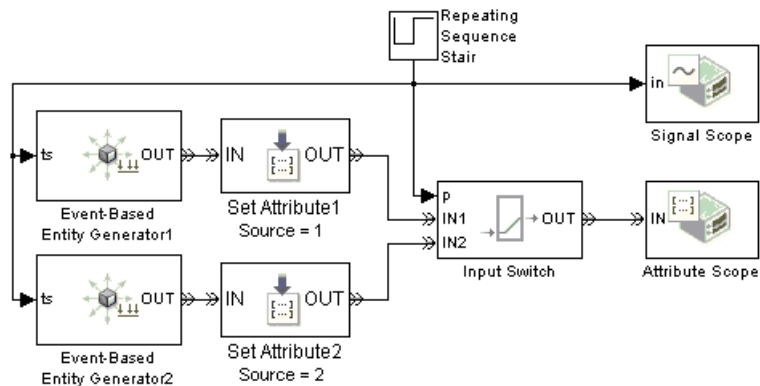 Repeating
Sequence
Stair
in
Signal Scope
ts
OUT
Event-Based
Entity Generator1
IN
OUT
Set Attribute1
Source = 1
p
IN1
IN2
OUT
Input Switch
IN
Attribute Scope
ts
OUT
Event-Based
Entity Generator2
IN
OUT
Set Attribute2
Source = 2